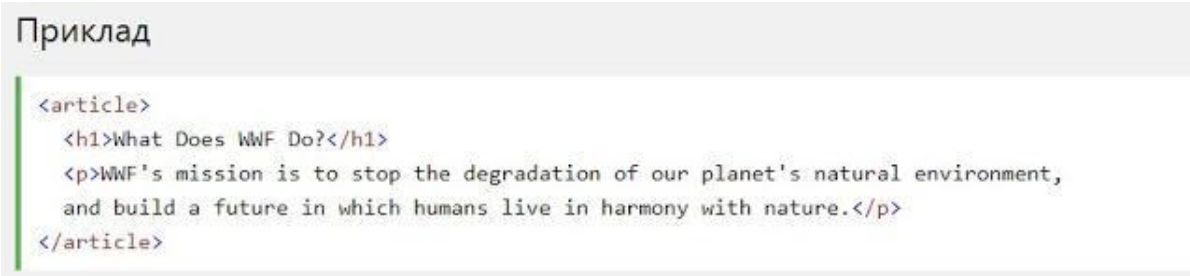 Приклад
<article>
<h1>What Does WWF Do?</h1>
<p>WWF's mission is to stop the degradation of our planet's natural environment,
and build a future in which humans live in harmony with nature.</p>
</article>